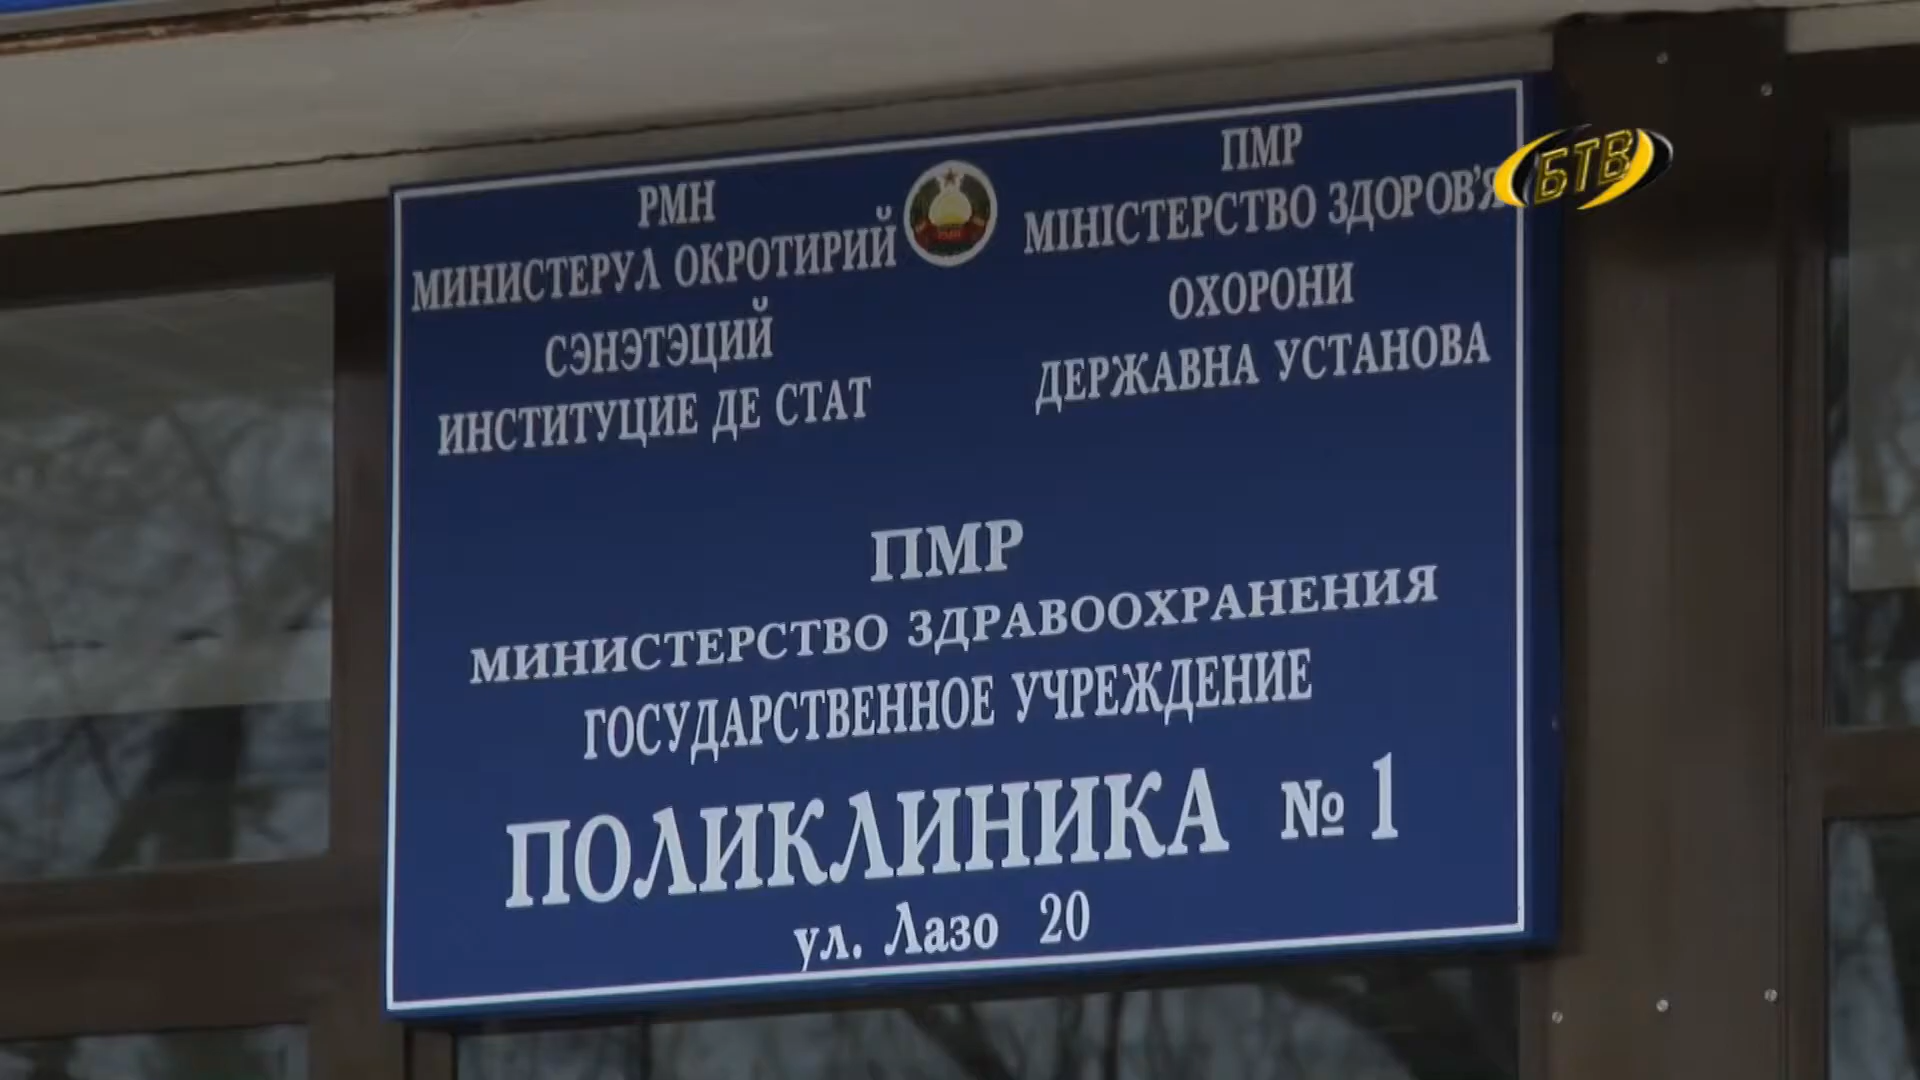 РМН
МИНИСТЕРУЛ ОКРОТИРИЙ
СЭНЭТЭЦИЙ
ИНСТИТУЦИЕ ДЕ СТАТ
ПМР
МІНІСТЕРСТВО ЗДОРОВ'Я
ОХОРОНИ
ДЕРЖАВНА УСТАНОВА
ПМР
МИНИСТЕРСТВО ЗДРАВООХРАНЕНИЯ
ГОСУДАРСТВЕННОЕ УЧРЕЖДЕНИЕ
ПОЛИКЛИНИКА № 1
ул. Лазо 20
БТВ